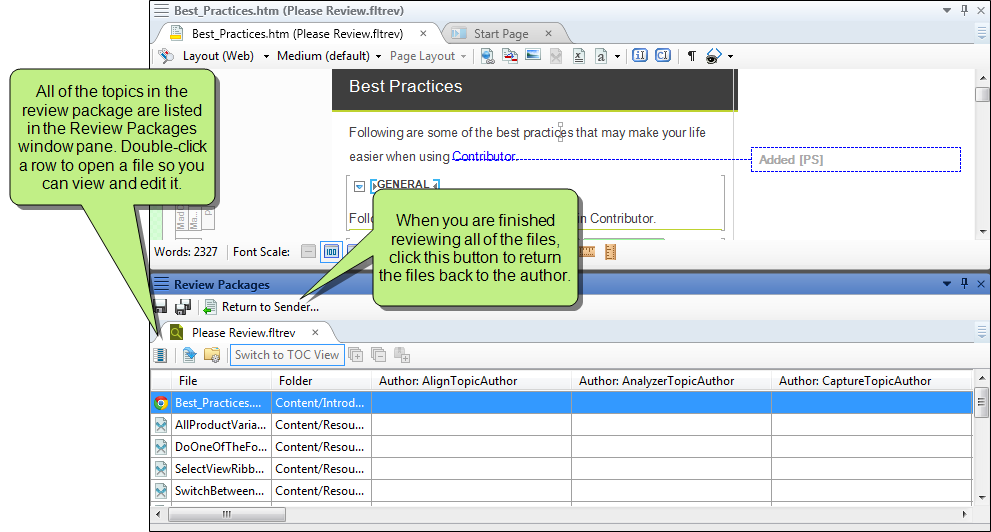 Best_Practices.htm (Please Review.fltrev)
Best_Practices.htm (Please Review.fltrev)
Start Page
Layout (Web)
Medium (default)
Page Layout
All of the topics in the
review package are listed
in the Review Packages
window pane. Double-click
a row to open a file so you
can view and edit it.
Best Practices
Following are some of the best practices that may make your life
easier when using Contributor.
Added [PS]
GENERAL
Follo
in Contributor.
When you are finished
reviewing all of the files,
click this button to return
the files back to the author.
Words: 2327
Font Scale:
100
Review Packages
Return to Sender...
Please Review.fltrev
Switch to TOC View
File Folder Author: AlignTopicAuthor Author: AnalyzerTopicAuthor Author: CaptureTopicAuthor
Best_Practices.... Content/Introd...
AllProductVaria... Content/Resou...
DoOneOfTheFo... Content/Resou...
SelectViewRibb... Content/Resou...
SwitchBetween... Content/Resou...